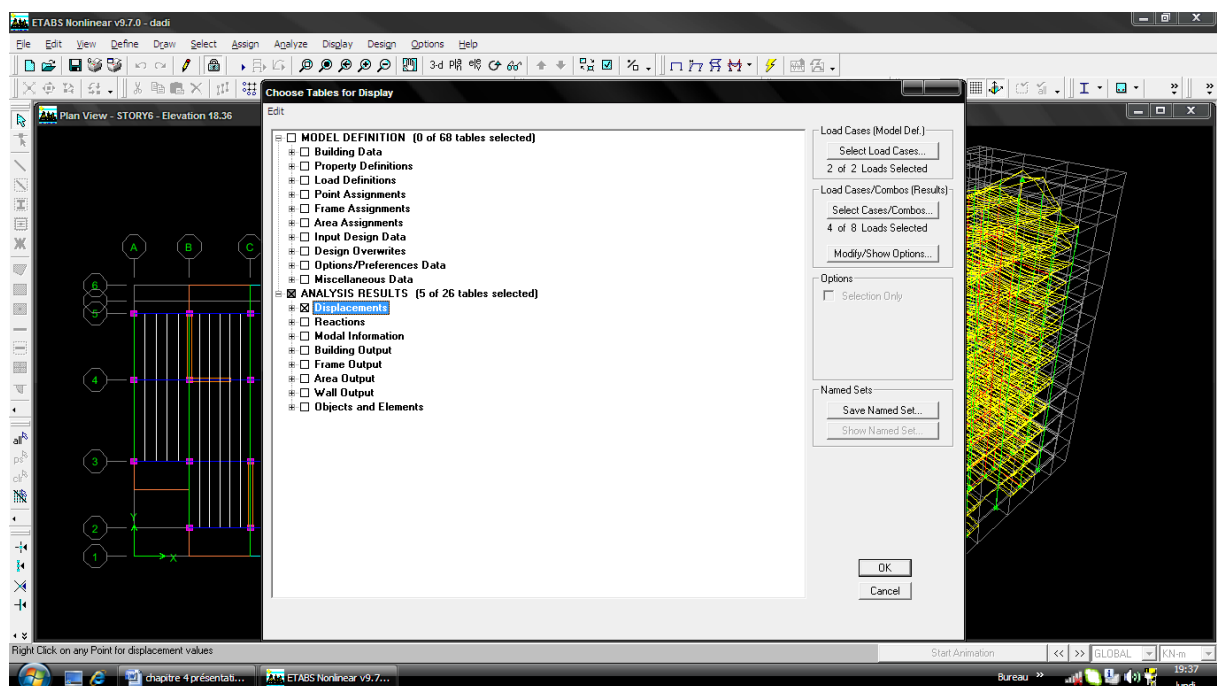 ETABS Nonlinear v9.7.0 - dadi
File Edit View Define Draw Select Assign Analyze Display Design Options Help
3-d
Plan View - STORY6 - Elevation 18.36
Choose Tables for Display
Edit
MODEL DEFINITION (0 of 68 tables selected)
Building Data
Property Definitions
Load Definitions
Point Assignments
Frame Assignments
Area Assignments
Input Design Data
Design Overwrites
Options/Preferences Data
Miscellaneous Data
ANALYSIS RESULTS (5 of 26 tables selected)
Displacements
Reactions
Modal Information
Building Output
Frame Output
Area Output
Wall Output
Objects and Elements
Load Cases (Model Def.)
Select Load Cases...
2 of 2 Loads Selected
Load Cases/Combos (Results)
Select Cases/Combos...
4 of 8 Loads Selected
Modify/Show Options...
Options
Selection Only
Named Sets
Save Named Set...
Show Named Set...
OK
Cancel
A B C
6
5
4
3
2
1
Y
X
all
Right Click on any Point for displacement values
Start Animation
<< >> GLOBAL KN-m
chapitre 4 présentati...
ETABS Nonlinear v9.7...
Bureau »
19:37
lundi